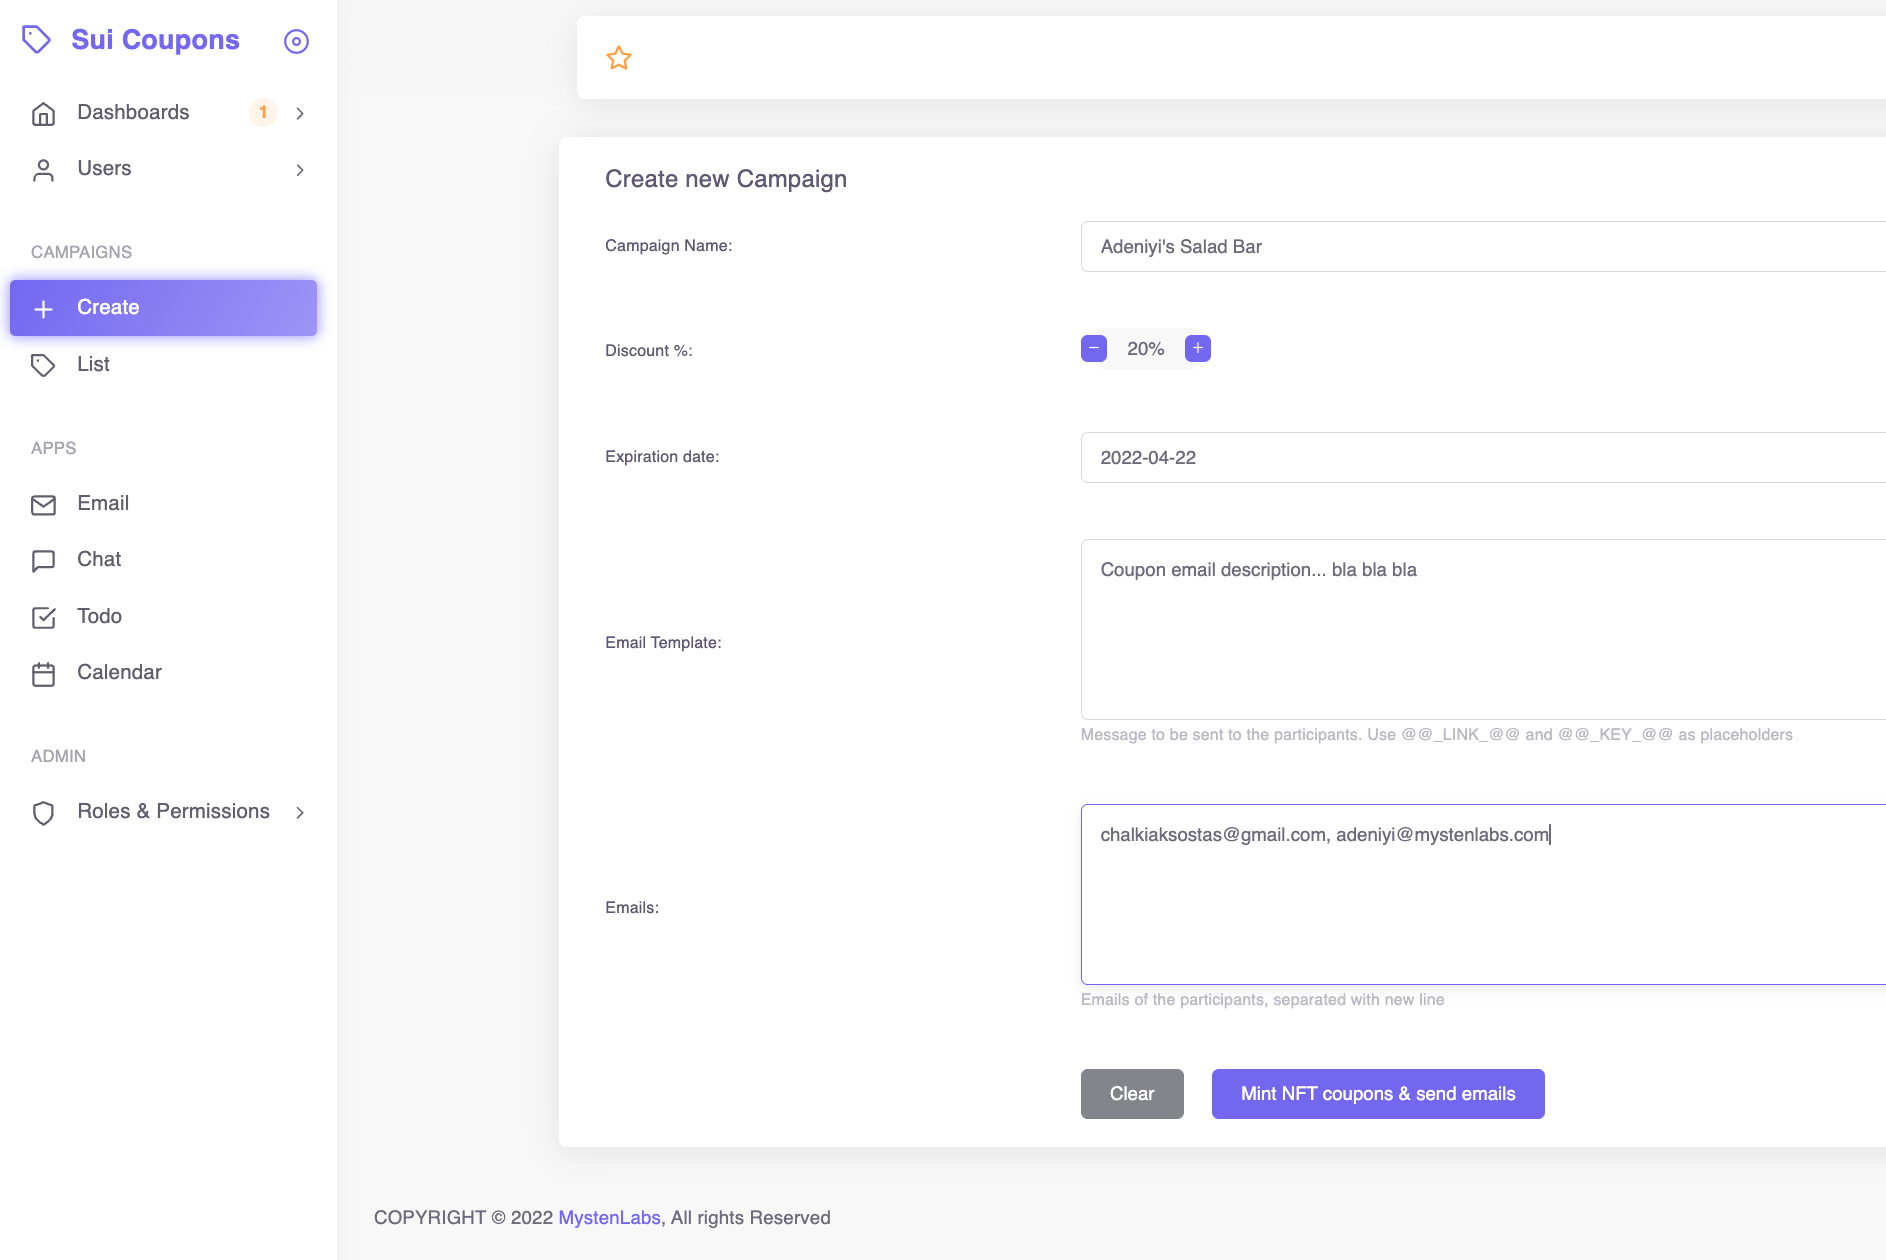 Sui Coupons
Dashboards 1
Users
CAMPAIGNS
Create
List
APPS
Email
Chat
Todo
Calendar
ADMIN
Roles & Permissions
Create new Campaign
Campaign Name:
Adeniyi's Salad Bar
Discount %:
− 20% +
Expiration date:
2022-04-22
Email Template:
Coupon email description... bla bla bla
Message to be sent to the participants. Use @@_LINK_@@ and @@_KEY_@@ as placeholders
Emails:
chalkiaksostas@gmail.com, adeniyi@mystenlabs.com
Emails of the participants, separated with new line
Clear
Mint NFT coupons & send emails
COPYRIGHT © 2022 MystenLabs, All rights Reserved